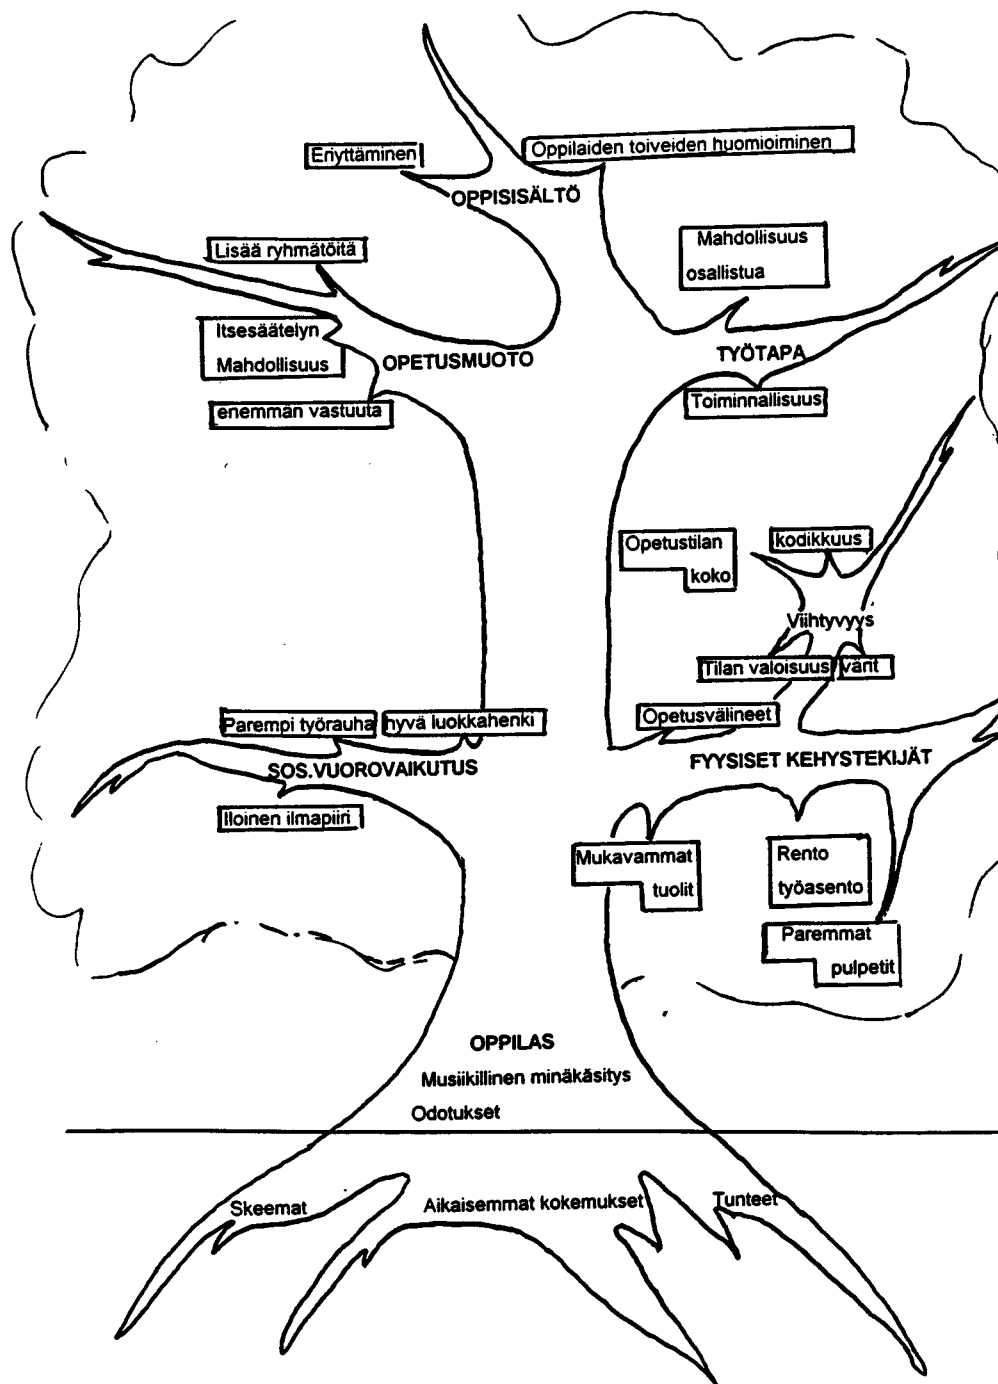 Eriyttäminen
Oppilaiden toiveiden huomioiminen
OPPISISÄLTÖ
Lisää ryhmätöitä
Mahdollisuus
osallistua
Itsesäätelyn
Mahdollisuus
OPETUSMUOTO
TYÖTAPA
enemmän vastuuta
Toiminnallisuus
Opetustilan
koko
kodikkuus
Viihtyvyys
Tilan valoisuus
värit
Parempi työrauha
hyvä luokkahenki
Opetusvälineet
SOS.VUOROVAIKUTUS
FYYSISET KEHYSTEKIJÄT
Iloinen ilmapiiri
Mukavammat
tuolit
Rento
työasento
Paremmat
pulpetit
OPPILAS
Musiikillinen minäkäsitys
Odotukset
Skeemat
Aikaisemmat kokemukset
Tunteet